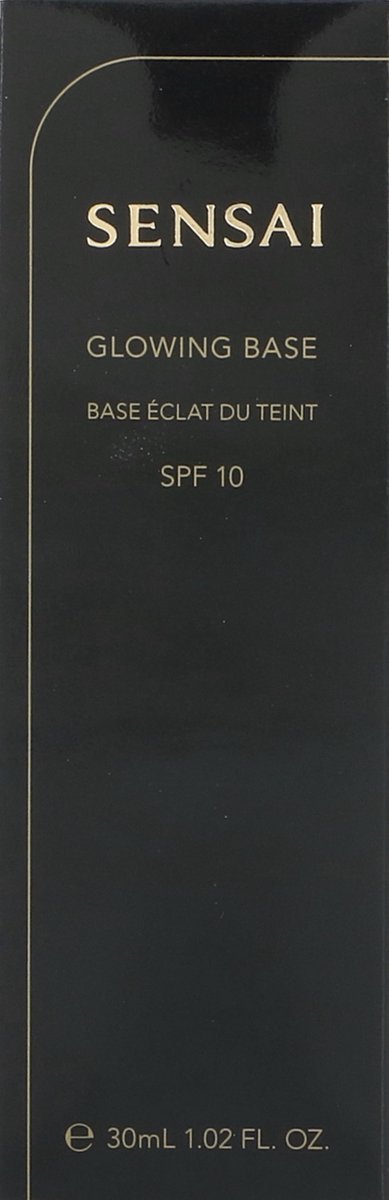 SENSAI
GLOWING BASE
BASE ÉCLAT DU TEINT
SPF 10
℮ 30mL 1.02 FL. OZ.